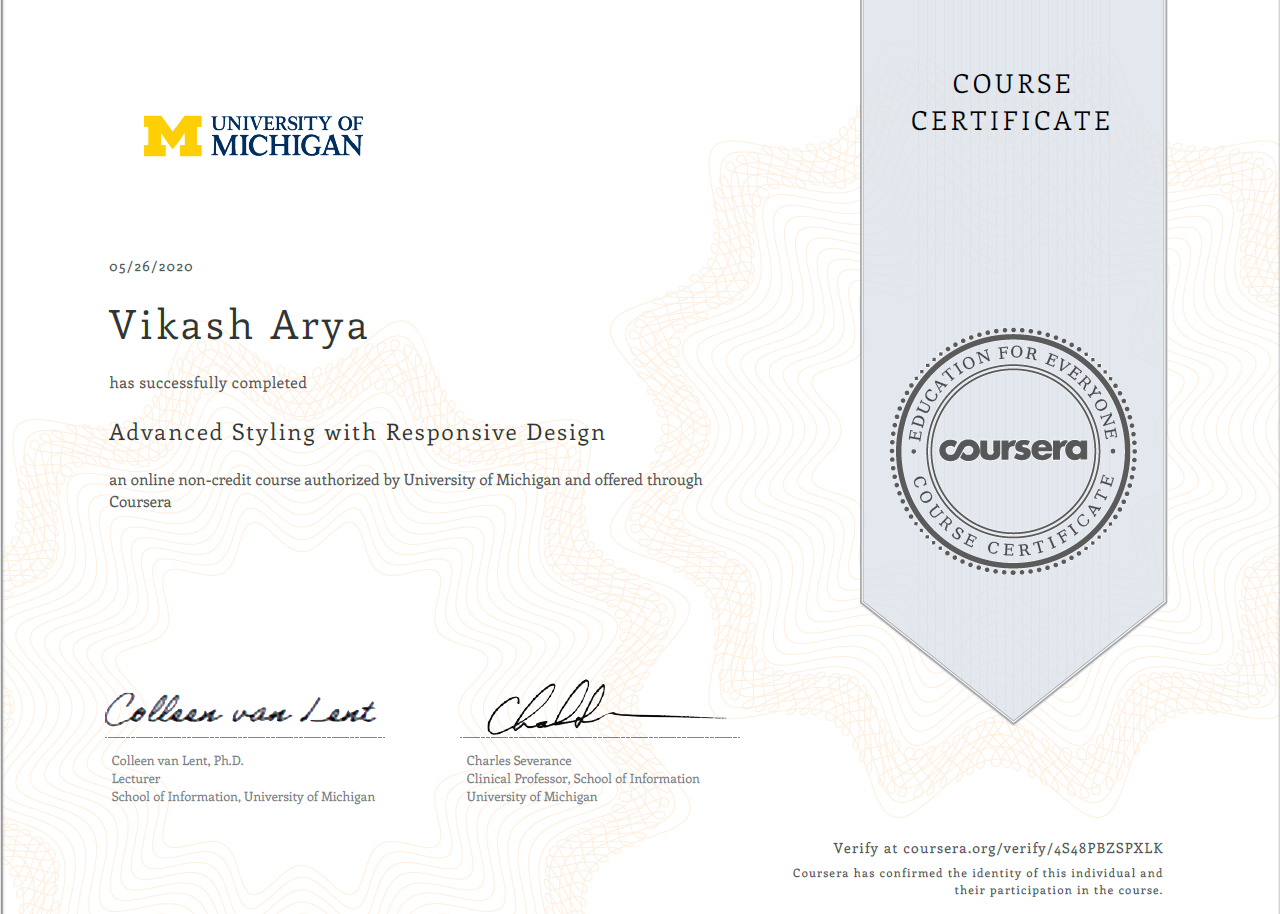 UNIVERSITY OF
MICHIGAN
COURSE
CERTIFICATE
05/26/2020
Vikash Arya
has successfully completed
Advanced Styling with Responsive Design
an online non-credit course authorized by University of Michigan and offered through
Coursera
EDUCATION FOR EVERYONE
coursera
COURSE CERTIFICATE
Colleen van Lent
Colleen van Lent, Ph.D.
Lecturer
School of Information, University of Michigan
Charles Severance
Clinical Professor, School of Information
University of Michigan
Verify at coursera.org/verify/4S48PBZSPXLK
Coursera has confirmed the identity of this individual and
their participation in the course.